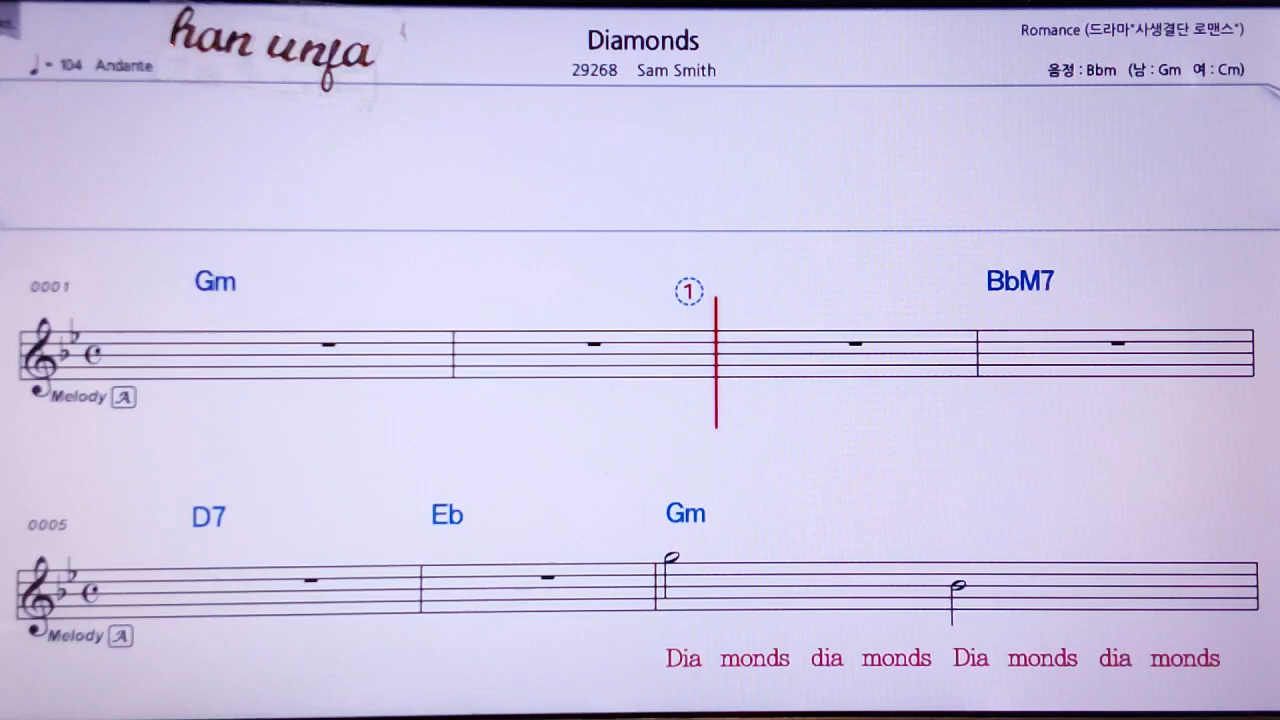 han unfa
Diamonds
Romance (드라마"사생결단 로맨스")
♩ = 104 Andante
29268 Sam Smith
음정 : Bbm (남 : Gm 여 : Cm)
0001
Gm
1
BbM7
Melody A
0005
D7
Eb
Gm
Melody A
Dia monds dia monds Dia monds dia monds